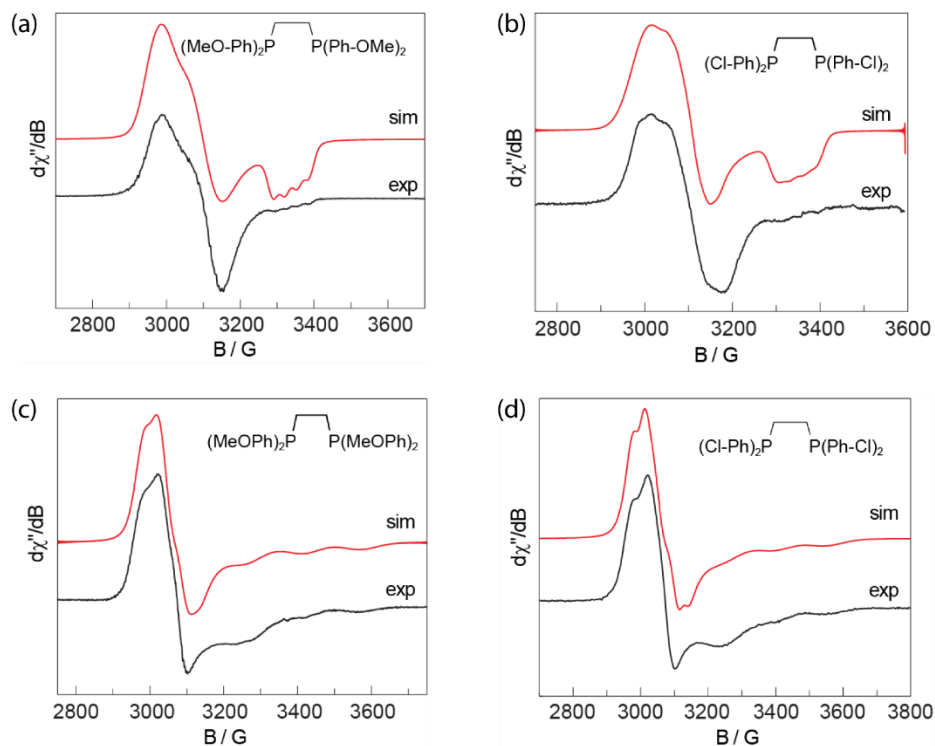 (a)
(MeO-Ph)₂P P(Ph-OMe)₂
sim
exp
dχ"/dB
2800 3000 3200 3400 3600
B / G
(b)
(Cl-Ph)₂P P(Ph-Cl)₂
sim
exp
dχ"/dB
2800 3000 3200 3400 3600
B / G
(c)
(MeOPh)₂P P(MeOPh)₂
sim
exp
dχ"/dB
2800 3000 3200 3400 3600
B / G
(d)
(Cl-Ph)₂P P(Ph-Cl)₂
sim
exp
dχ"/dB
2800 3000 3200 3400 3600 3800
B / G